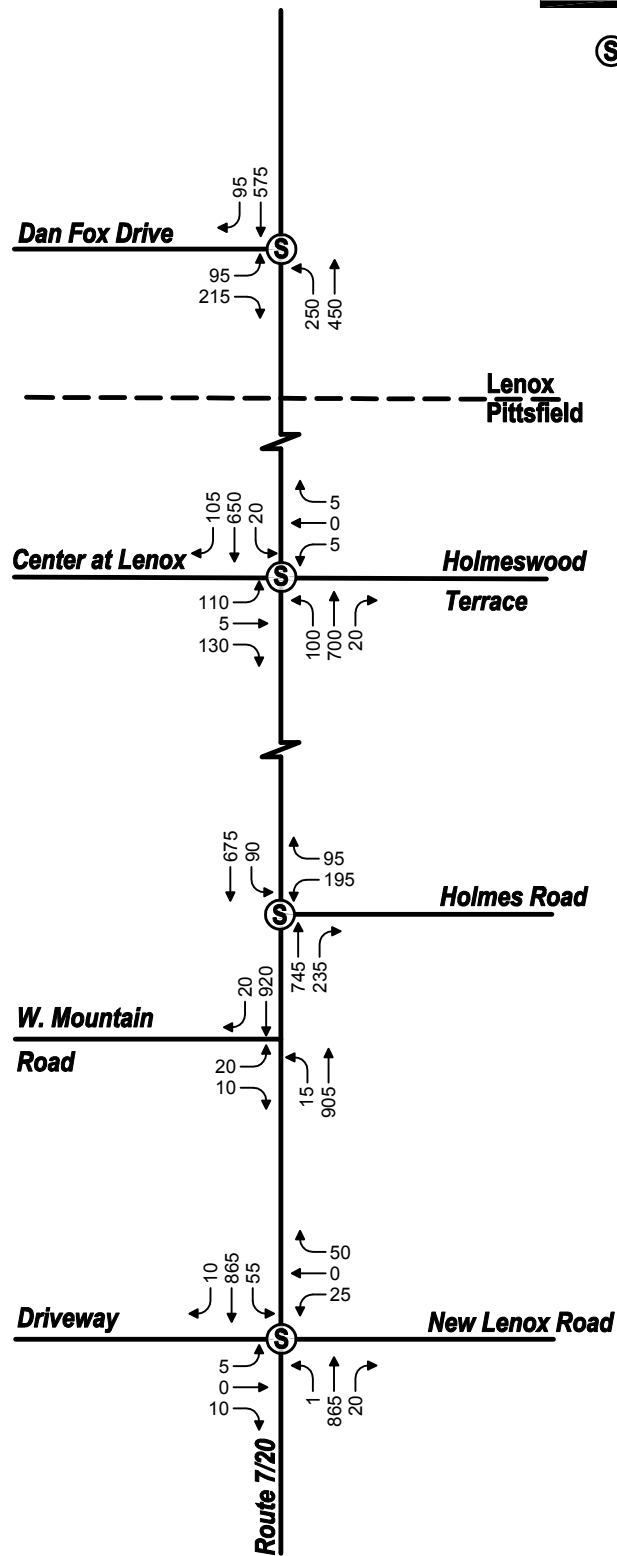 S
95
575
Dan Fox Drive
S
95
215
250
450
Lenox
Pittsfield
105
650
20
5
0
5
Center at Lenox
S
Holmeswood
Terrace
110
5
130
100
700
20
675
90
95
195
S
Holmes Road
745
235
20
920
W. Mountain
Road
20
10
15
905
10
865
55
50
0
25
Driveway
S
New Lenox Road
5
0
10
1
865
20
Route 7/20